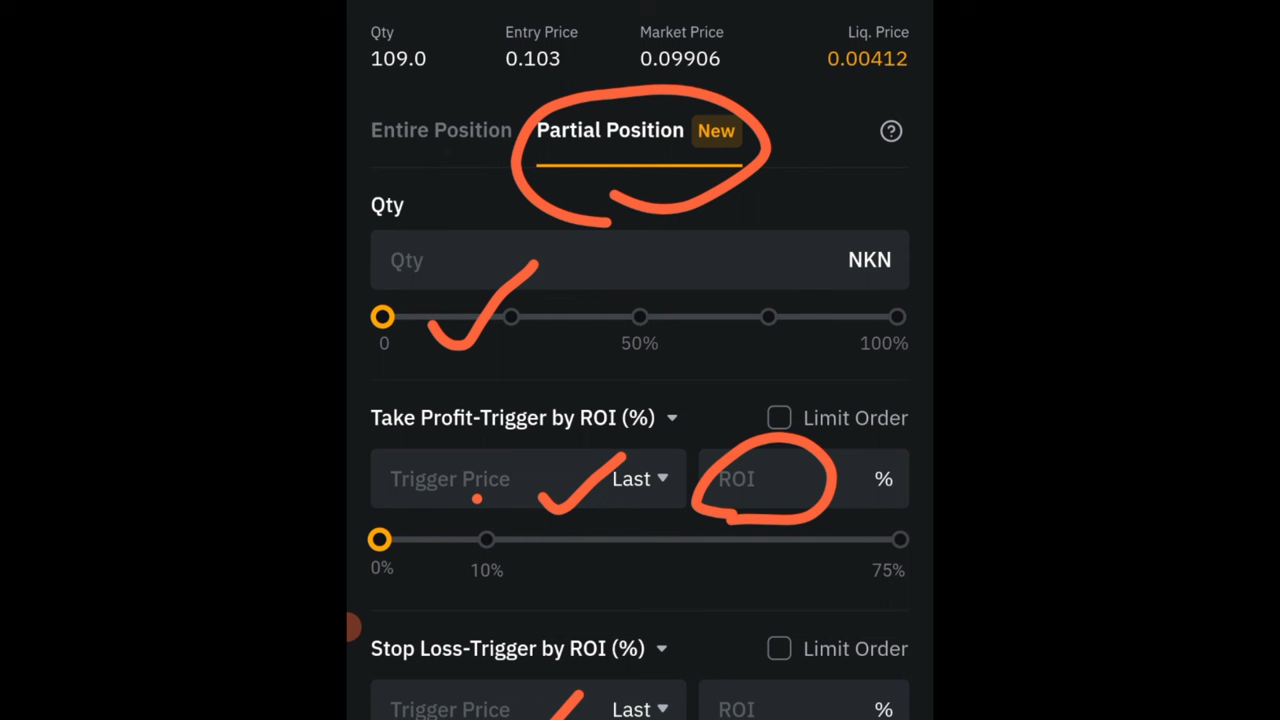 Qty Entry Price Market Price Liq. Price
109.0 0.103 0.09906 0.00412
Entire Position Partial Position New ?
Qty
Qty NKN
0 50% 100%
Take Profit-Trigger by ROI (%) Limit Order
Trigger Price Last ROI %
0% 10% 75%
Stop Loss-Trigger by ROI (%) Limit Order
Trigger Price Last ROI %